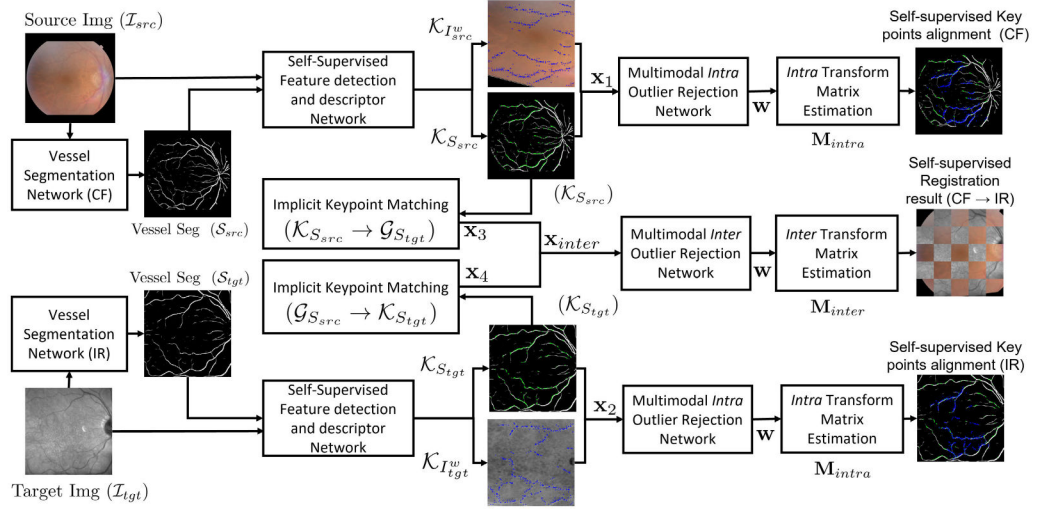 Source Img (𝓘_src)
Self-Supervised
Feature detection
and descriptor
Network
𝒦_{I^w_src}
𝒦_{S_src}
x₁
Multimodal Intra
Outlier Rejection
Network
w
Intra Transform
Matrix
Estimation
M_intra
Self-supervised Key
points alignment (CF)
Vessel
Segmentation
Network (CF)
Vessel Seg (𝒮_src)
(𝒦_{S_src})
Implicit Keypoint Matching
(𝒦_{S_src} → 𝒢_{S_tgt})
x₃
x_inter
Multimodal Inter
Outlier Rejection
Network
w
Inter Transform
Matrix
Estimation
M_inter
Self-supervised
Registration
result (CF → IR)
Vessel Seg (𝒮_tgt)
Implicit Keypoint Matching
(𝒢_{S_src} → 𝒦_{S_tgt})
x₄
(𝒦_{S_tgt})
Vessel
Segmentation
Network (IR)
Self-Supervised
Feature detection
and descriptor
Network
𝒦_{S_tgt}
𝒦_{I^w_tgt}
x₂
Multimodal Intra
Outlier Rejection
Network
w
Intra Transform
Matrix
Estimation
M_intra
Self-supervised Key
points alignment (IR)
Target Img (𝓘_tgt)